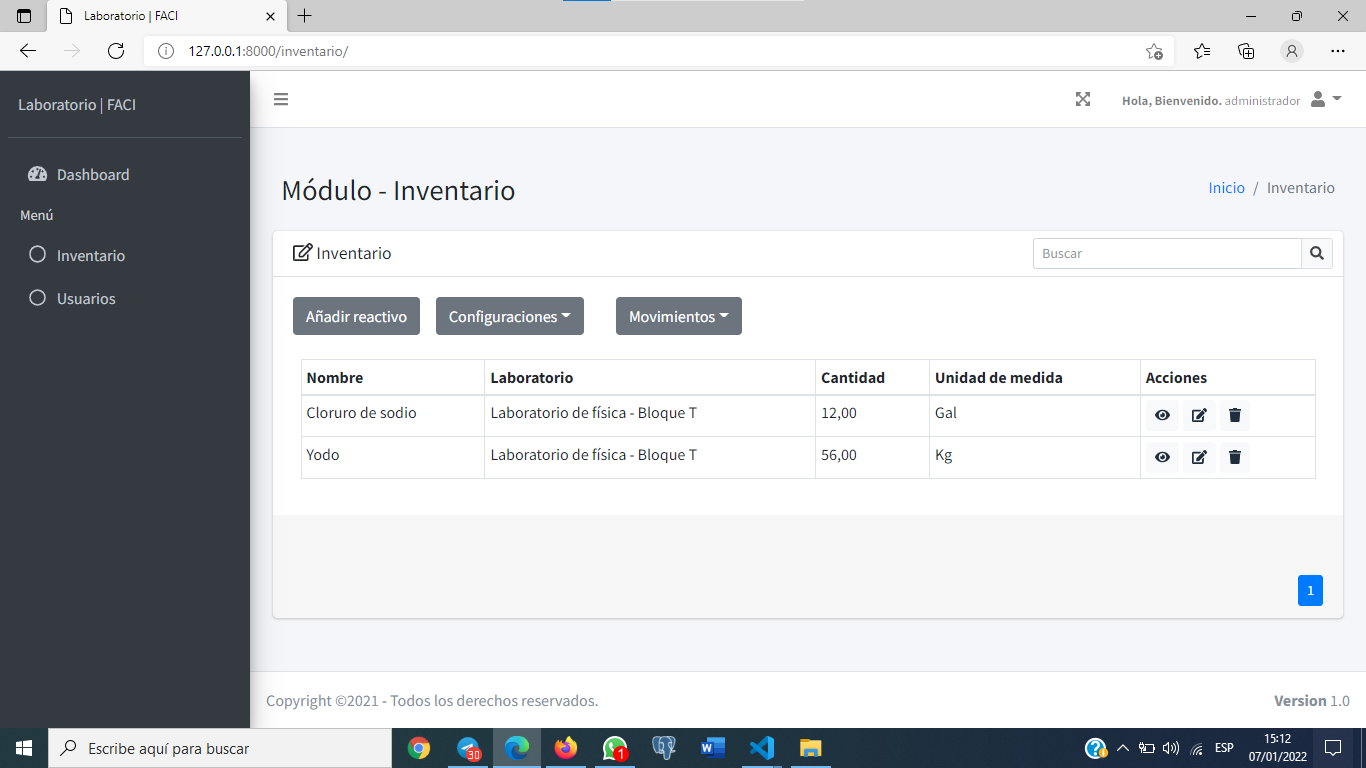 Laboratorio | FACI
127.0.0.1:8000/inventario/
Laboratorio | FACI
Hola, Bienvenido. administrador
Dashboard
Menú
Inventario
Usuarios
Módulo - Inventario
Inicio / Inventario
Inventario
Buscar
Añadir reactivo Configuraciones Movimientos
Nombre Laboratorio Cantidad Unidad de medida Acciones
Cloruro de sodio Laboratorio de física - Bloque T 12,00 Gal
Yodo Laboratorio de física - Bloque T 56,00 Kg
1
Copyright ©2021 - Todos los derechos reservados. Version 1.0
Escribe aquí para buscar
30
1
ESP
15:12
07/01/2022